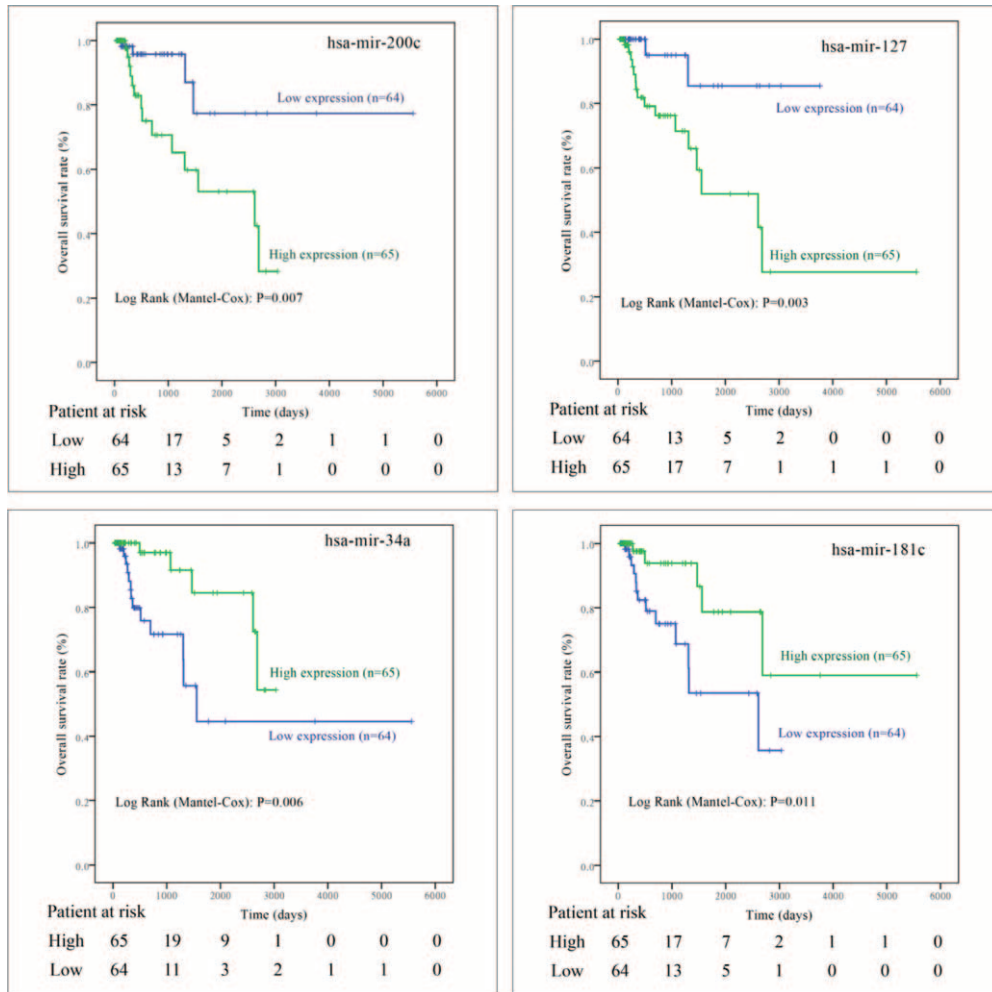 hsa-mir-200c
Overall survival rate (%)
1.0
0.8
0.6
0.4
0.2
0.0
Low expression (n=64)
High expression (n=65)
Log Rank (Mantel-Cox): P=0.007
0 1000 2000 3000 4000 5000 6000
Patient at risk Time (days)
Low 64 17 5 2 1 1 0
High 65 13 7 1 0 0 0
hsa-mir-127
Overall survival rate (%)
1.0
0.8
0.6
0.4
0.2
0.0
Low expression (n=64)
High expression (n=65)
Log Rank (Mantel-Cox): P=0.003
0 1000 2000 3000 4000 5000 6000
Patient at risk Time (days)
Low 64 13 5 2 0 0 0
High 65 17 7 1 1 1 0
hsa-mir-34a
Overall survival rate (%)
1.0
0.8
0.6
0.4
0.2
0.0
High expression (n=65)
Low expression (n=64)
Log Rank (Mantel-Cox): P=0.006
0 1000 2000 3000 4000 5000 6000
Patient at risk Time (days)
High 65 19 9 1 0 0 0
Low 64 11 3 2 1 1 0
hsa-mir-181c
Overall survival rate (%)
1.0
0.8
0.6
0.4
0.2
0.0
High expression (n=65)
Low expression (n=64)
Log Rank (Mantel-Cox): P=0.011
0 1000 2000 3000 4000 5000 6000
Patient at risk Time (days)
High 65 17 7 2 1 1 0
Low 64 13 5 1 0 0 0